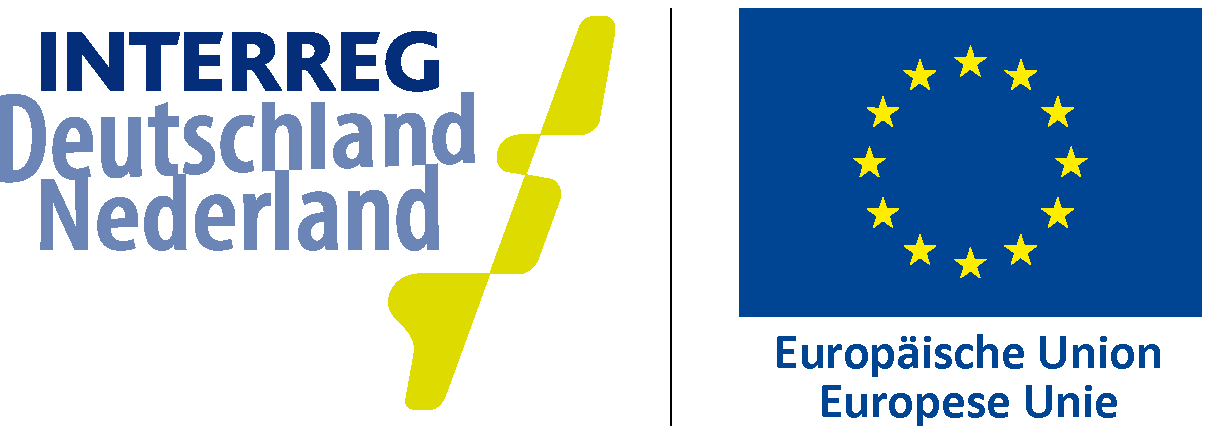 INTERREG
Deutschland
Nederland
Europäische Union
Europese Unie